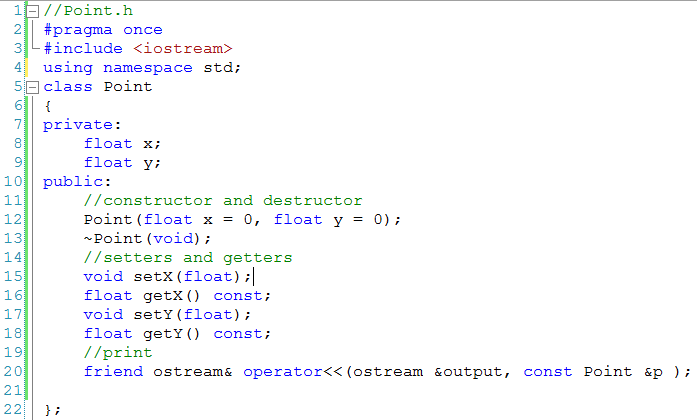 1 //Point.h
2 #pragma once
3 #include <iostream>
4 using namespace std;
5 class Point
6 {
7 private:
8     float x;
9     float y;
10 public:
11     //constructor and destructor
12     Point(float x = 0, float y = 0);
13     ~Point(void);
14     //setters and getters
15     void setX(float);
16     float getX() const;
17     void setY(float);
18     float getY() const;
19     //print
20     friend ostream& operator<<(ostream &output, const Point &p );
21
22 };